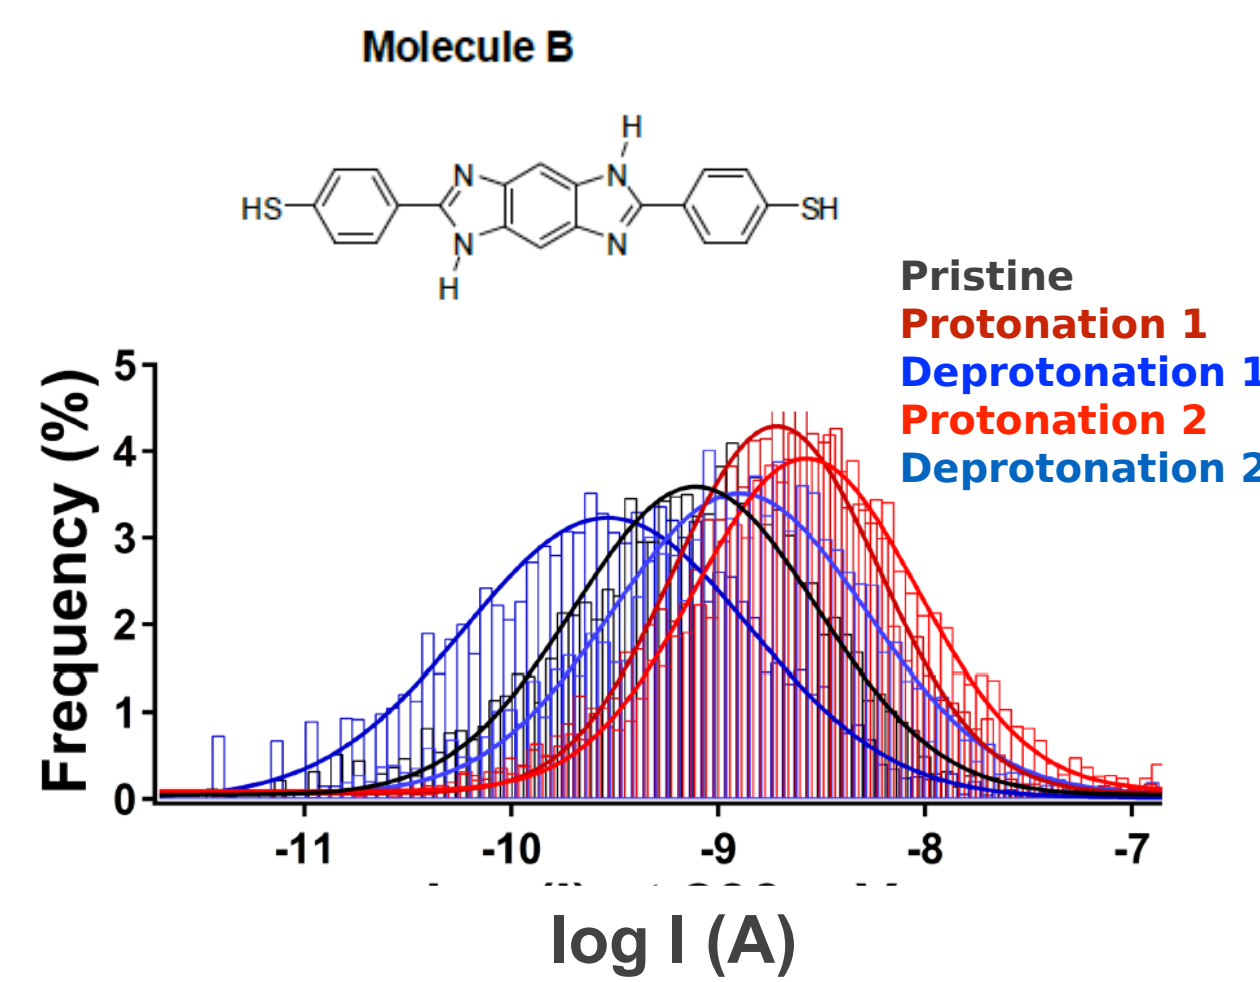 Molecule B
H
N
N
HS
SH
N
N
H
Pristine
Protonation 1
Deprotonation 1
Protonation 2
Deprotonation 2
Frequency (%)
5
4
3
2
1
0
-11 -10 -9 -8 -7
log I (A)